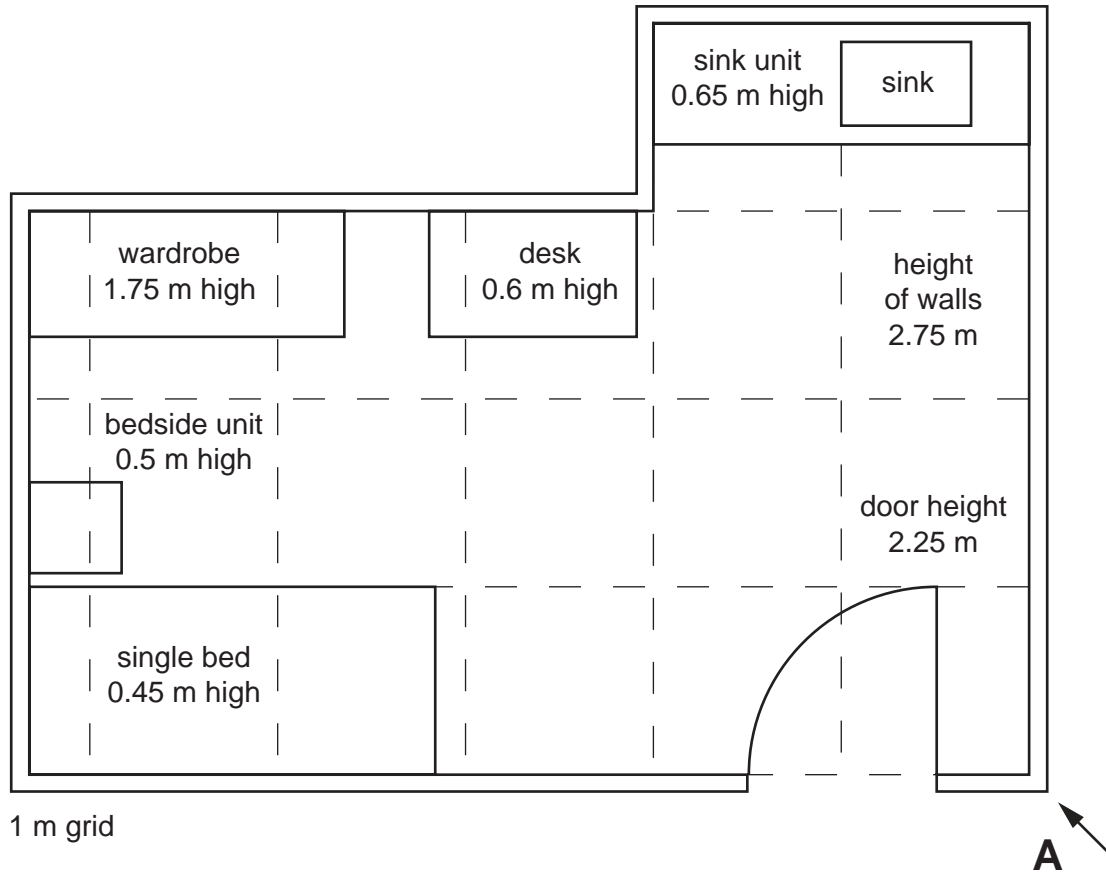 sink unit
0.65 m high
sink
wardrobe
1.75 m high
desk
0.6 m high
height
of walls
2.75 m
bedside unit
0.5 m high
door height
2.25 m
single bed
0.45 m high
1 m grid
A